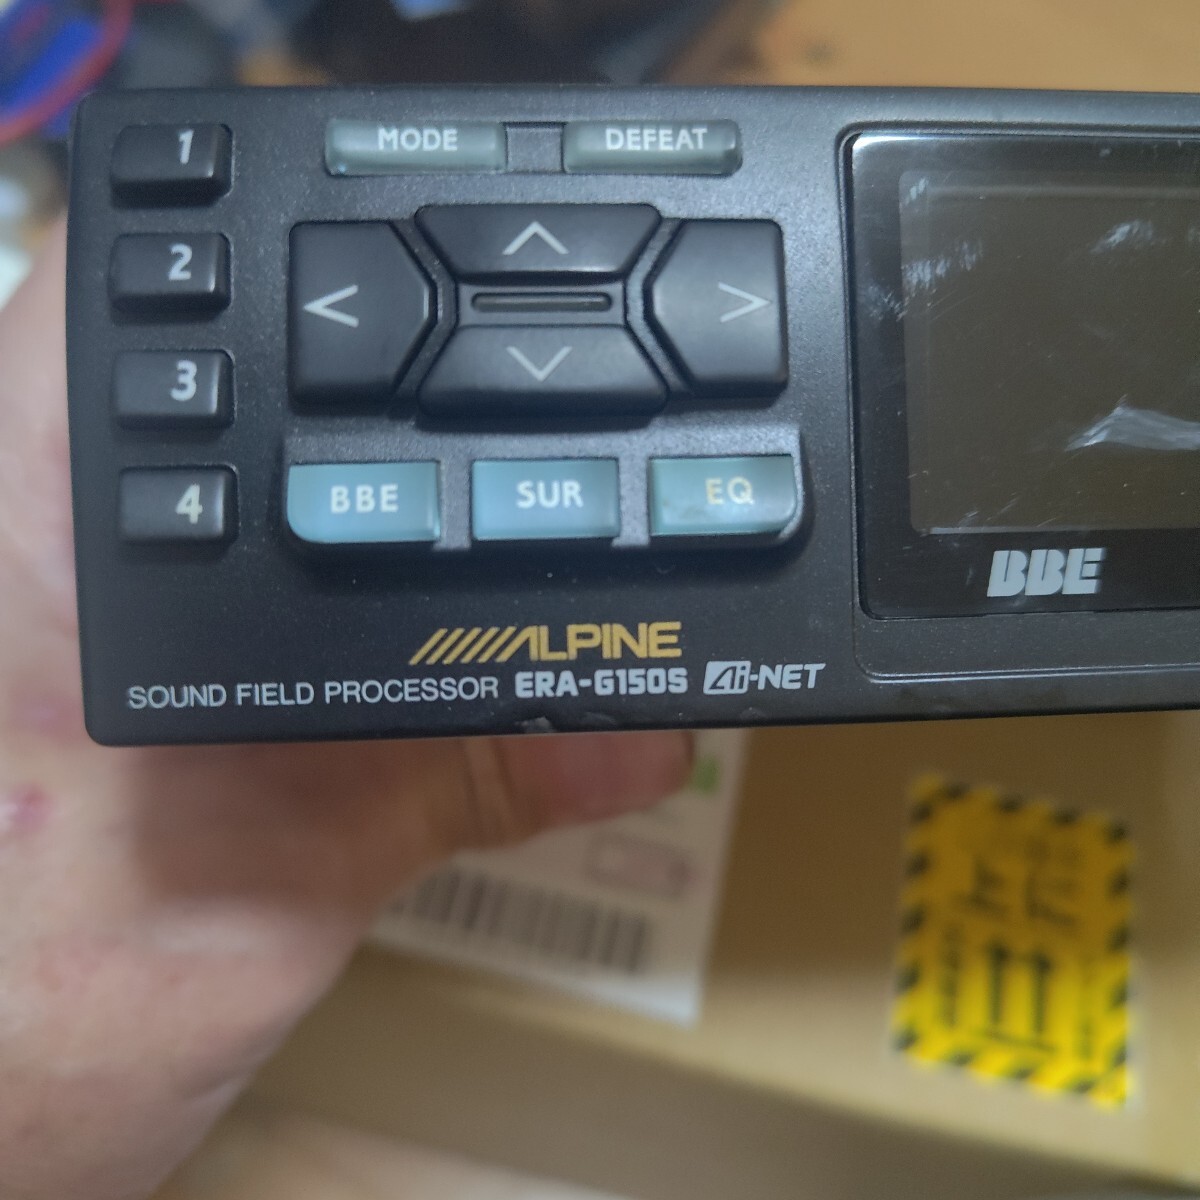 1
MODE
DEFEAT
2
3
4
BBE
SUR
EQ
BBE
ALPINE
SOUND FIELD PROCESSOR ERA-G150S Ai-NET